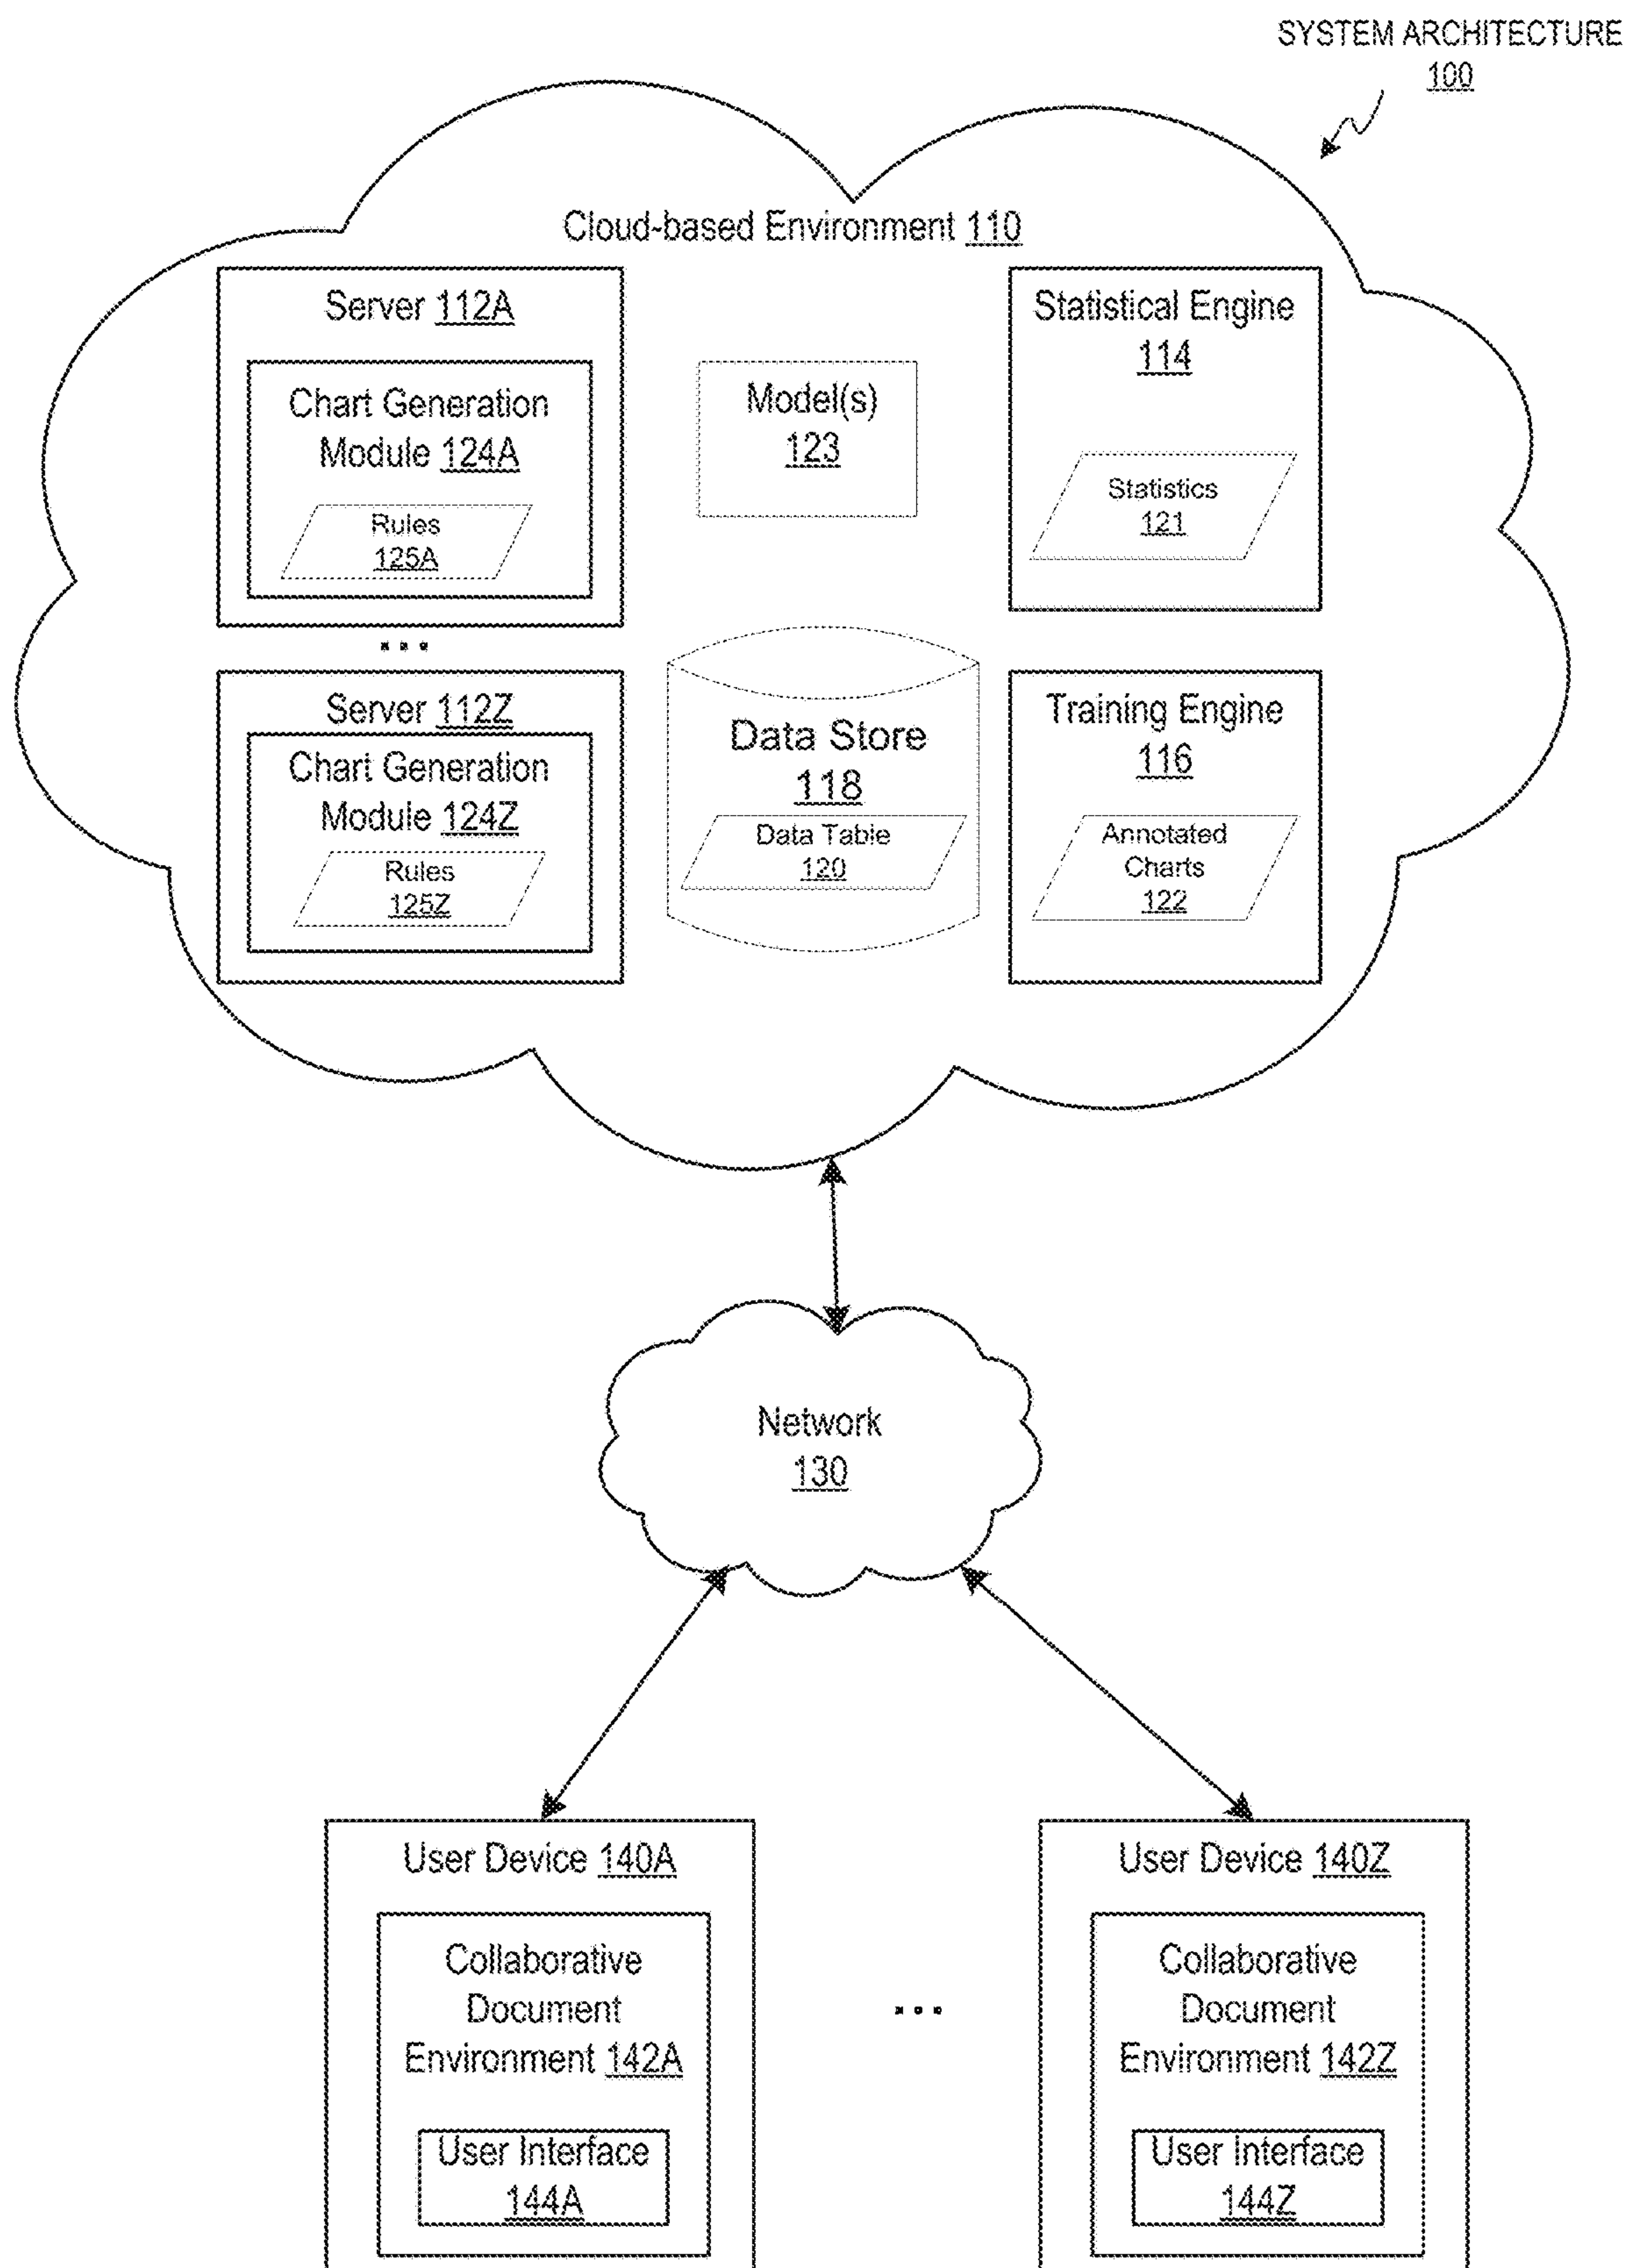 SYSTEM ARCHITECTURE
100
Cloud-based Environment 110
Server 112A
Chart Generation
Module 124A
Rules
125A
Model(s)
123
Statistical Engine
114
Statistics
121
...
Server 112Z
Chart Generation
Module 124Z
Rules
125Z
Data Store
118
Data Table
120
Training Engine
116
Annotated
Charts
122
Network
130
User Device 140A
Collaborative
Document
Environment 142A
User Interface
144A
...
User Device 140Z
Collaborative
Document
Environment 142Z
User Interface
144Z